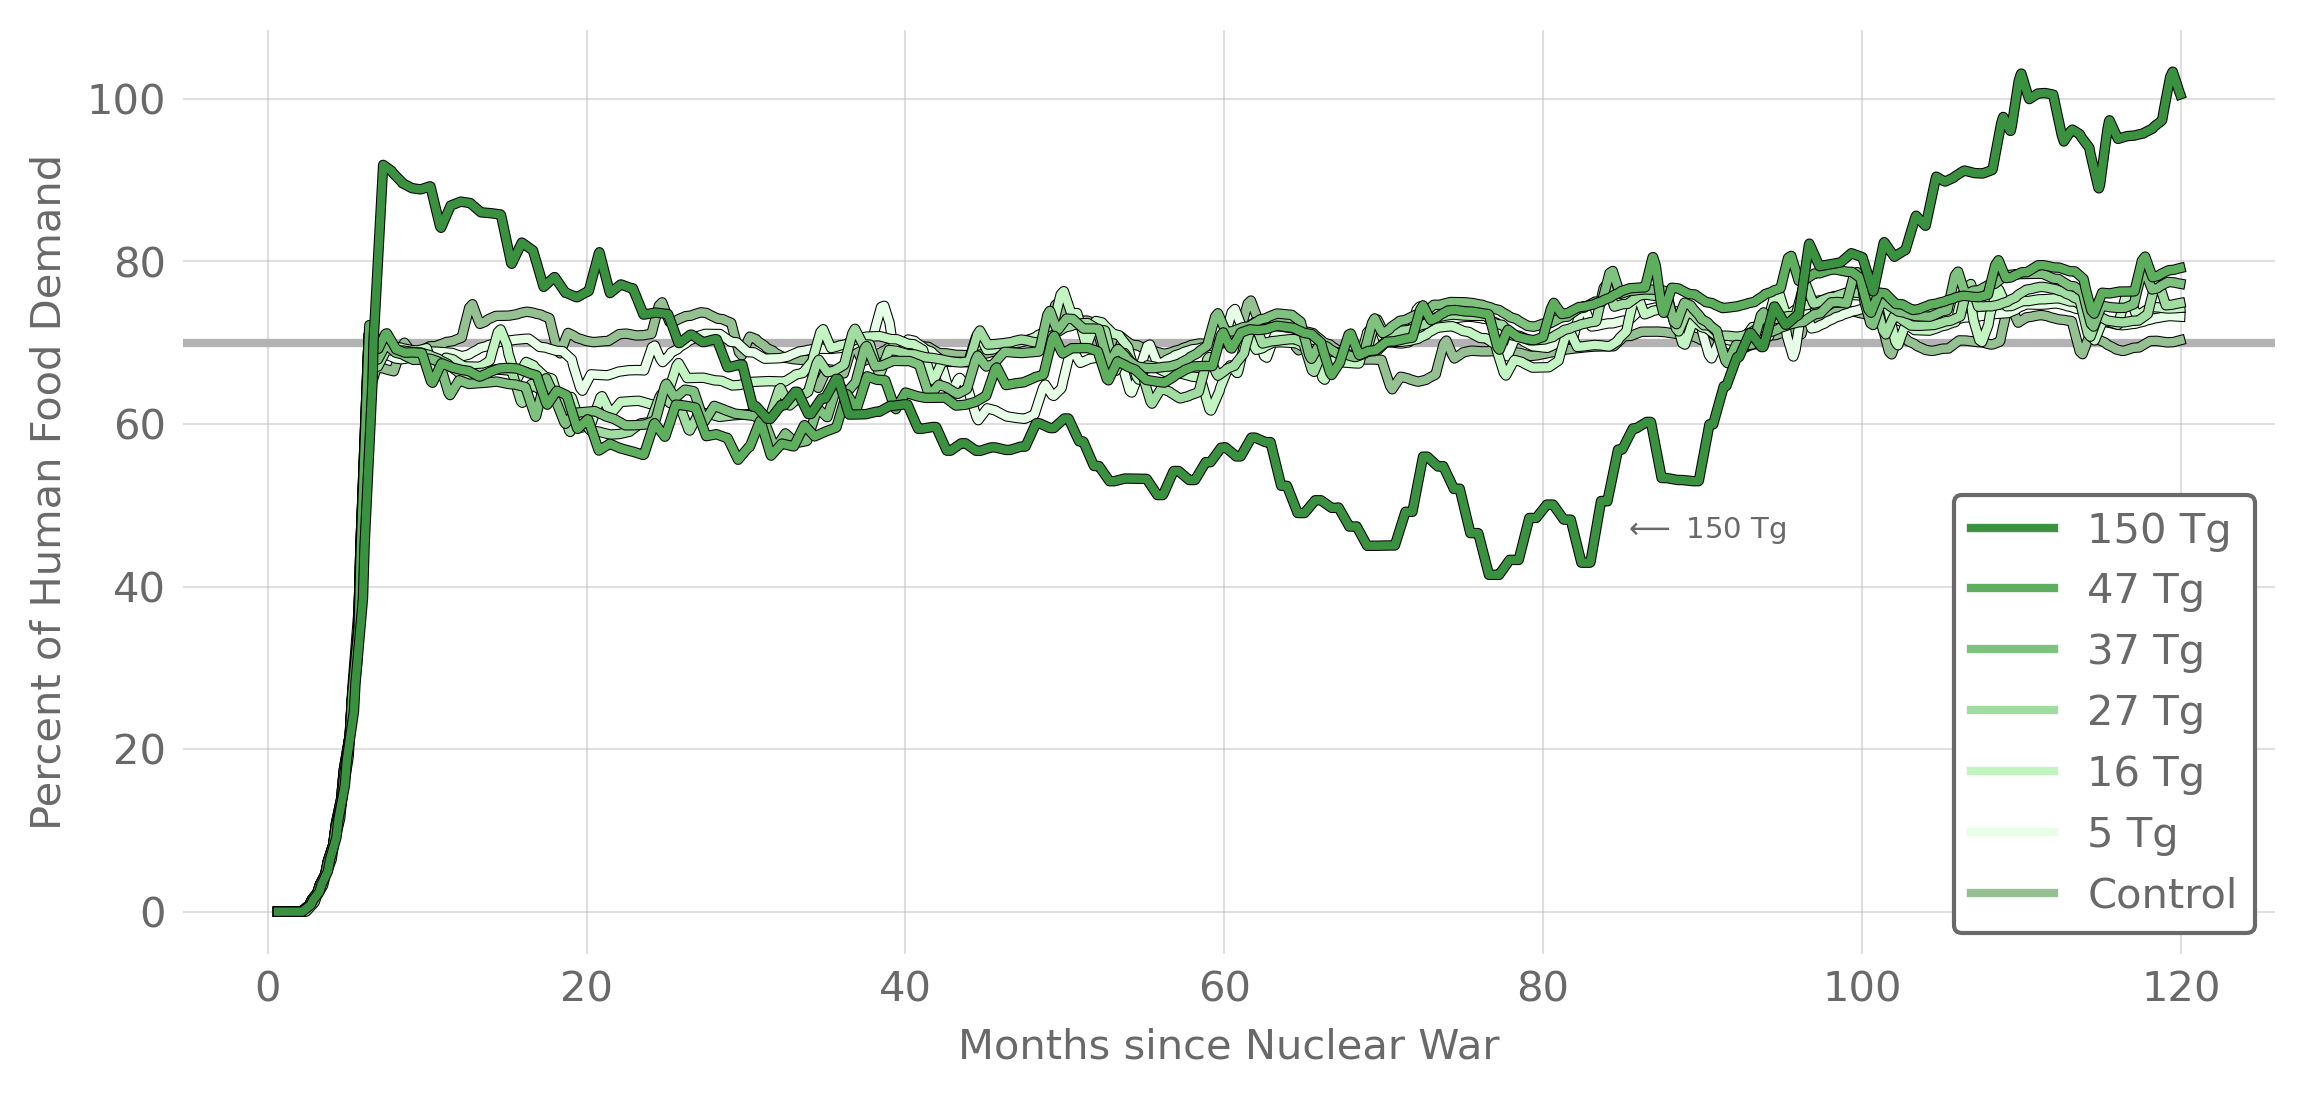 Percent of Human Food Demand
100
80
60
40
20
0
0 20 40 60 80 100 120
Months since Nuclear War
⟵ 150 Tg
150 Tg
47 Tg
37 Tg
27 Tg
16 Tg
5 Tg
Control